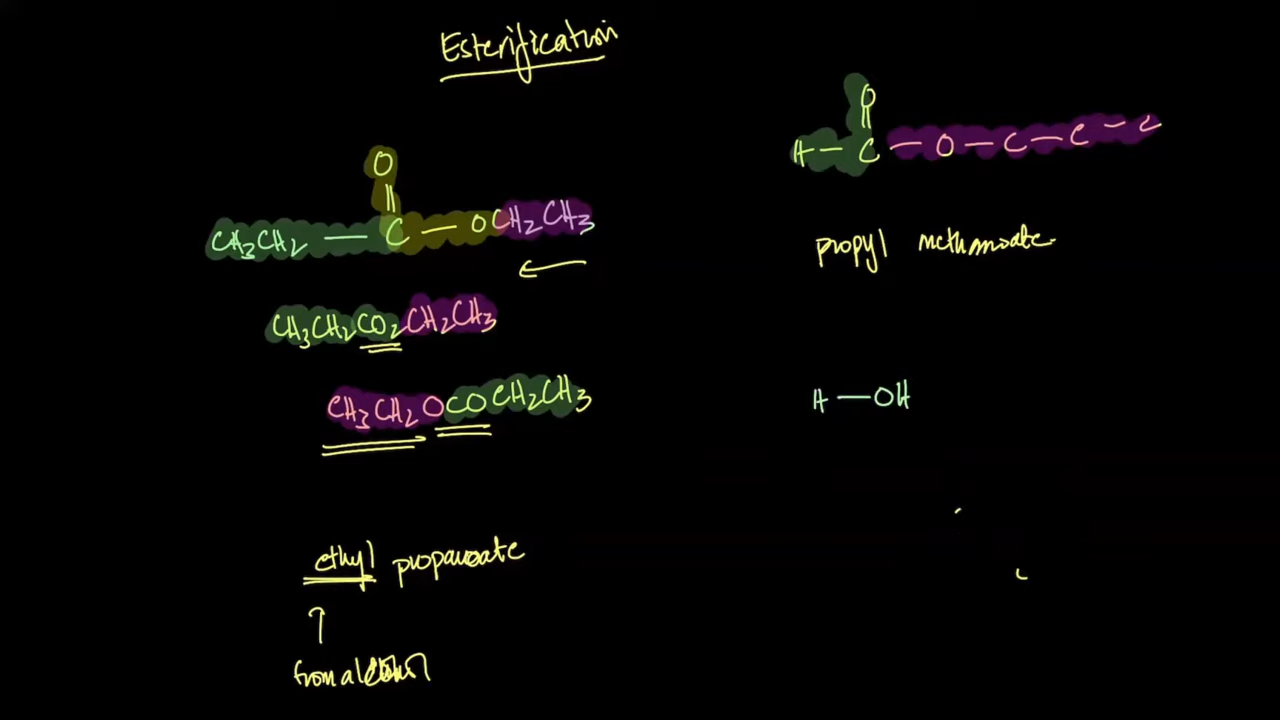 Esterification
O
||
CH3CH2 — C — OCH2CH3
CH3CH2CO2CH2CH3
CH3CH2OCOCH2CH3
ethyl propanoate
↑
from alcohol
O
||
H — C — O — C — C — C
propyl methanoate
H — OH